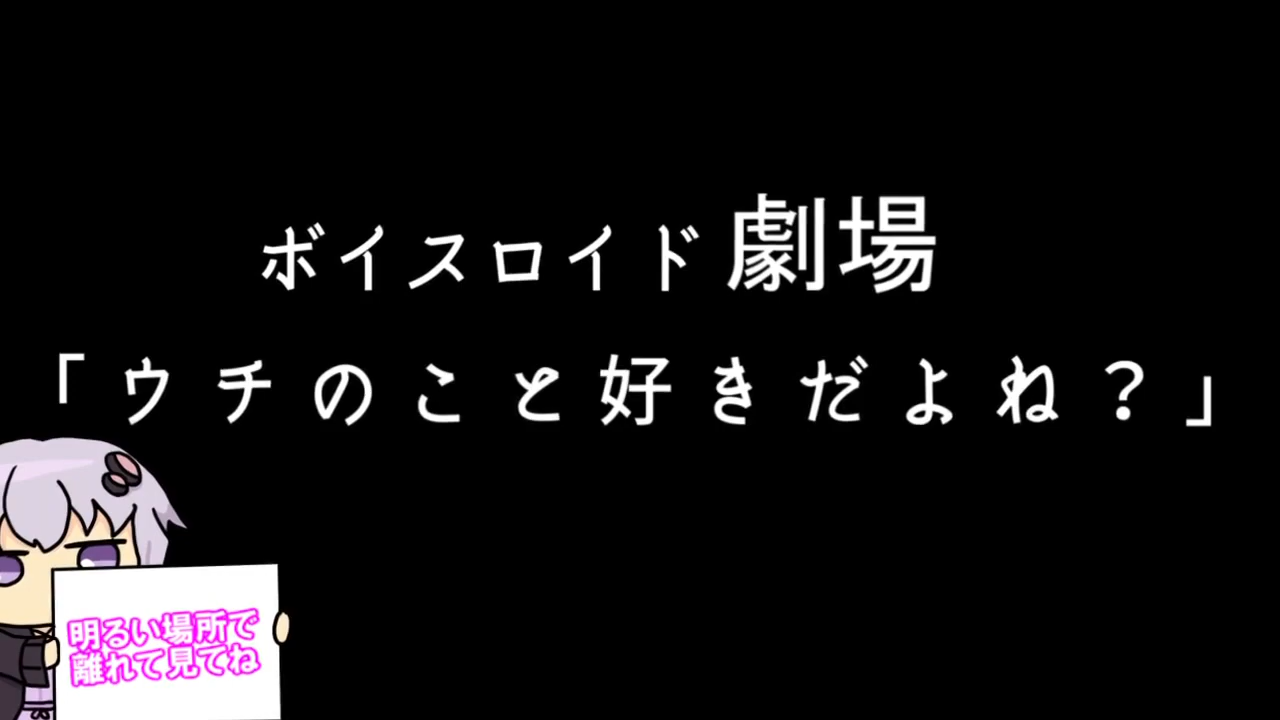 ボイスロイド劇場
「ウチのこと好きだよね？」
明るい場所で
離れて見てね